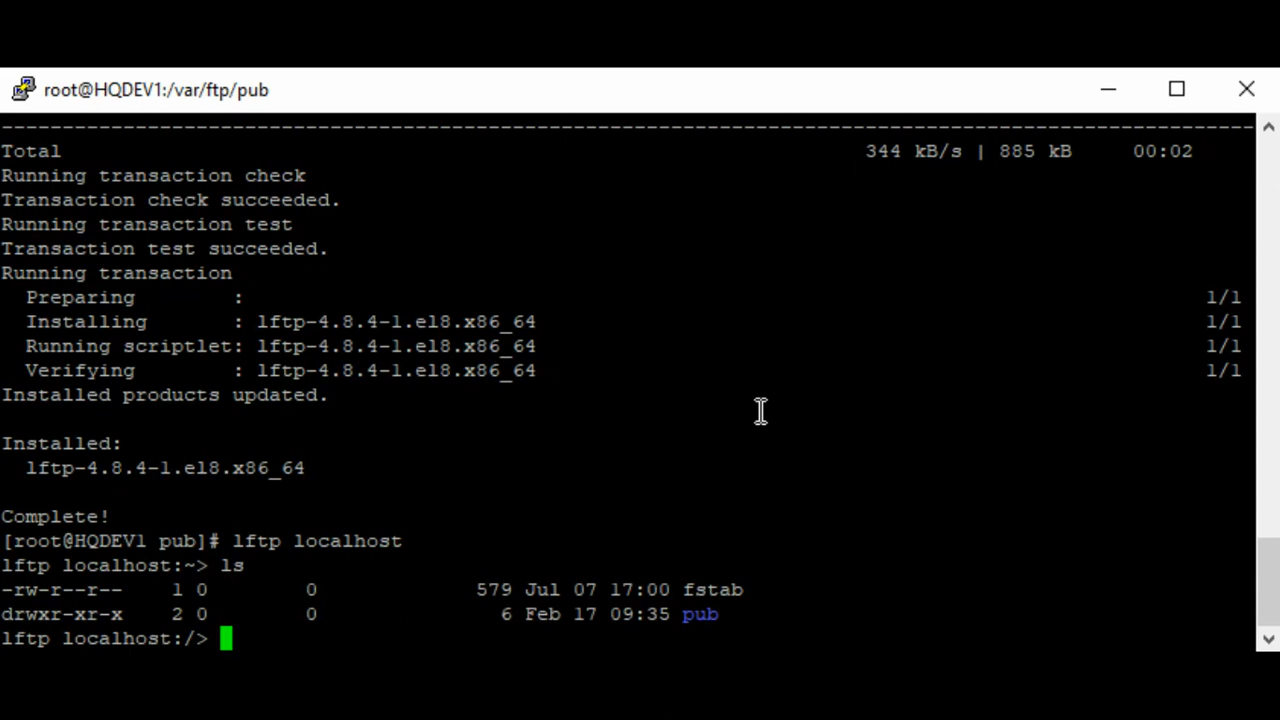 root@HQDEV1:/var/ftp/pub
--------------------------------------------------------------------------------
Total 344 kB/s | 885 kB 00:02
Running transaction check
Transaction check succeeded.
Running transaction test
Transaction test succeeded.
Running transaction
Preparing : 1/1
Installing : lftp-4.8.4-1.el8.x86_64 1/1
Running scriptlet: lftp-4.8.4-1.el8.x86_64 1/1
Verifying : lftp-4.8.4-1.el8.x86_64 1/1
Installed products updated.
Installed:
lftp-4.8.4-1.el8.x86_64
Complete!
[root@HQDEV1 pub]# lftp localhost
lftp localhost:~> ls
-rw-r--r-- 1 0 0 579 Jul 07 17:00 fstab
drwxr-xr-x 2 0 0 6 Feb 17 09:35 pub
lftp localhost:/>